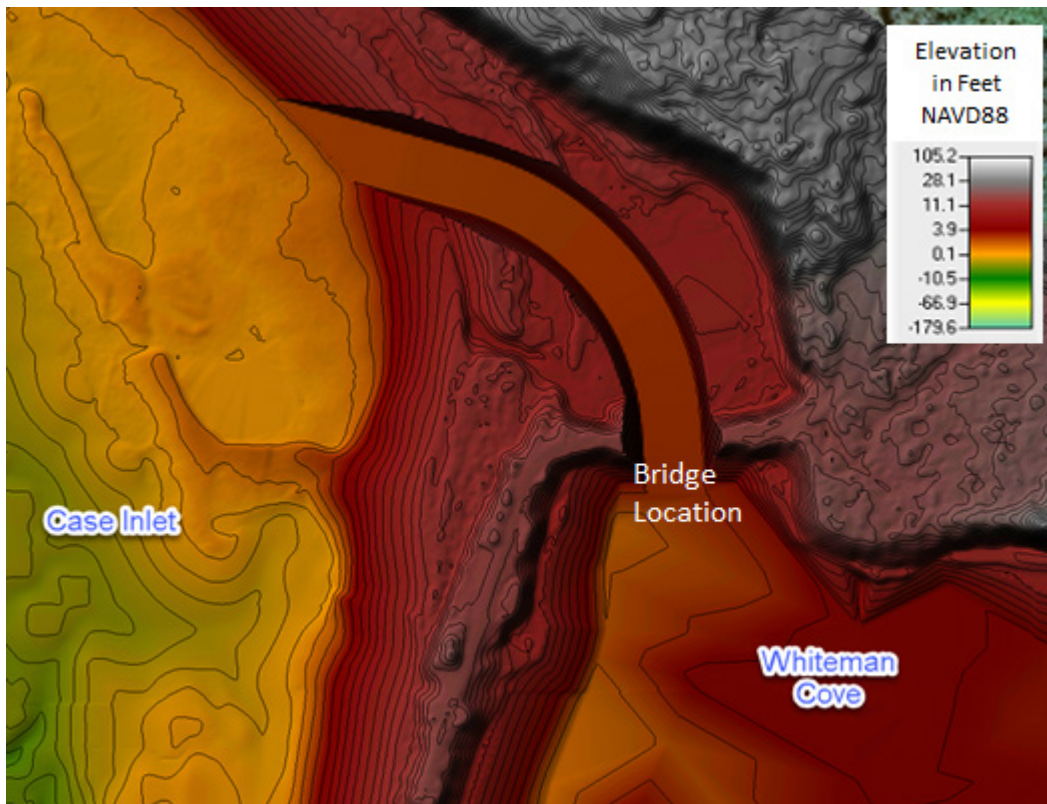 Elevation
in Feet
NAVD88
105.2
28.1
11.1
3.9
0.1
-10.5
-66.9
-179.6
Bridge
Location
Case Inlet
Whiteman
Cove